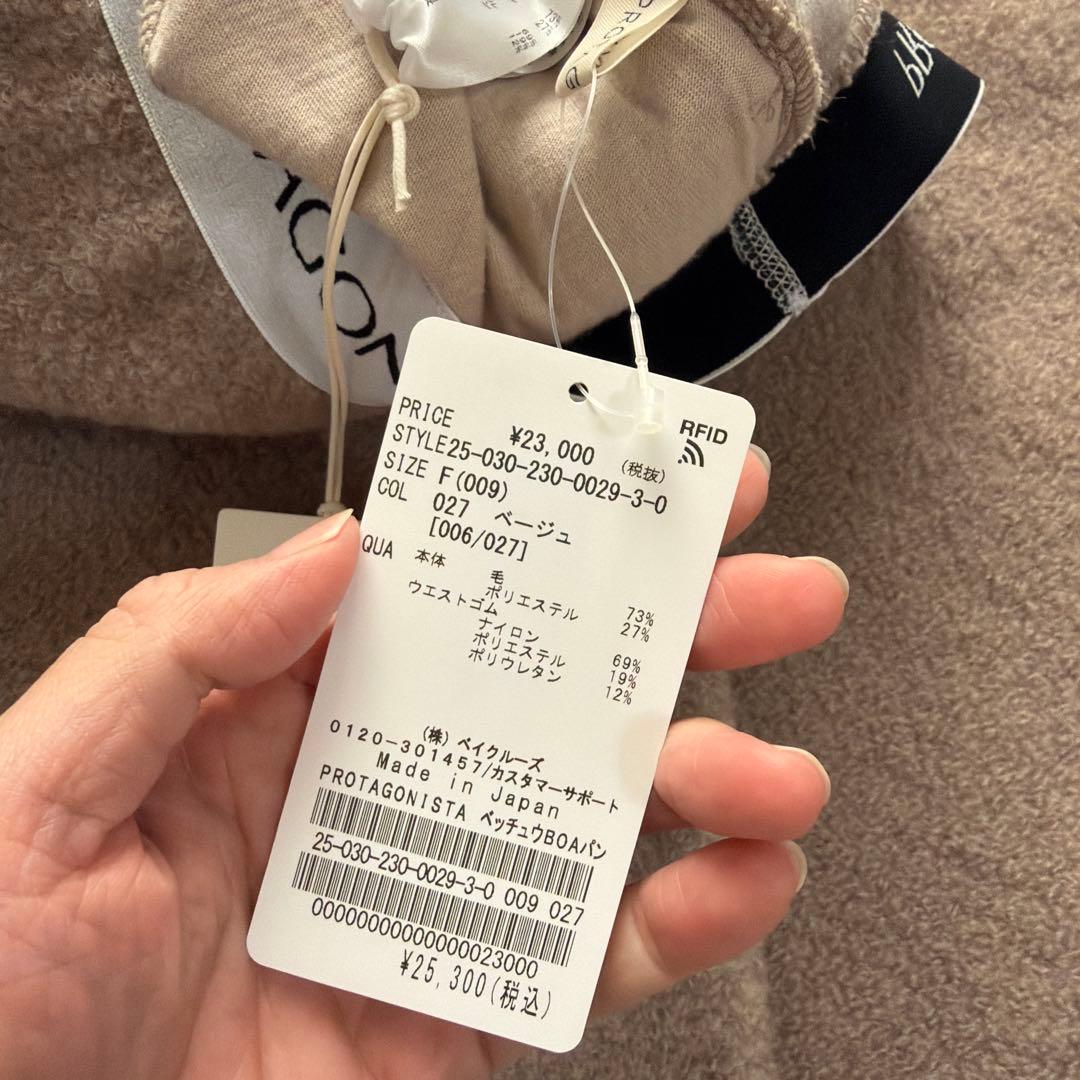 AGON
PRICE ¥23,000 (税抜)
RFID
STYLE25-030-230-0029-3-0
SIZE F(009)
COL 027 ベージュ
[006/027]
QUA 本体
毛 73%
ポリエステル 27%
ウエストゴム
ナイロン 69%
ポリエステル 19%
ポリウレタン 12%
(株)ベイクルーズ
0120-301457/カスタマーサポート
Made in Japan
PROTAGONISTA ベッチュウBOAパン
25-030-230-0029-3-0 009 027
0000000000000023000
¥25,300(税込)